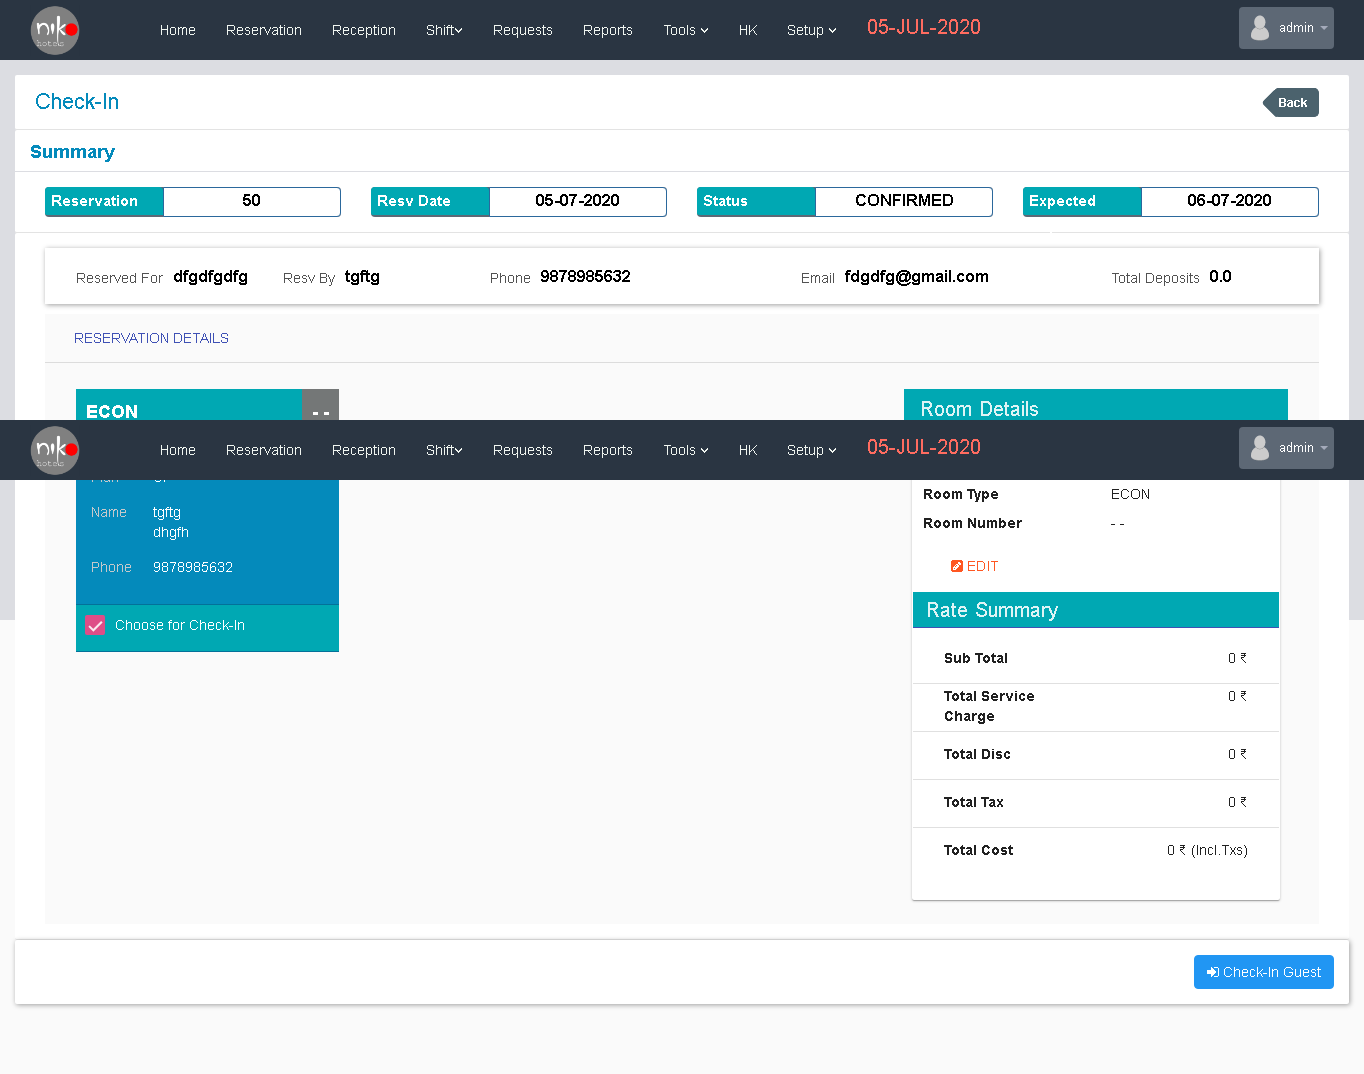 niko hotels Home Reservation Reception Shift Requests Reports Tools HK Setup 05-JUL-2020 admin
Check-In Back
Summary
Reservation 50 Resv Date 05-07-2020 Status CONFIRMED Expected 06-07-2020
Reserved For dfgdfgdfg Resv By tgftg Phone 9878985632 Email fdgdfg@gmail.com Total Deposits 0.0
RESERVATION DETAILS
ECON - - Room Details
niko hotels Home Reservation Reception Shift Requests Reports Tools HK Setup 05-JUL-2020 admin
Room Type ECON
Name tgftg
dhgfh
Room Number - -
Phone 9878985632
EDIT
Rate Summary
Choose for Check-In
Sub Total 0 ₹
Total Service Charge 0 ₹
Total Disc 0 ₹
Total Tax 0 ₹
Total Cost 0 ₹ (Incl.Txs)
Check-In Guest